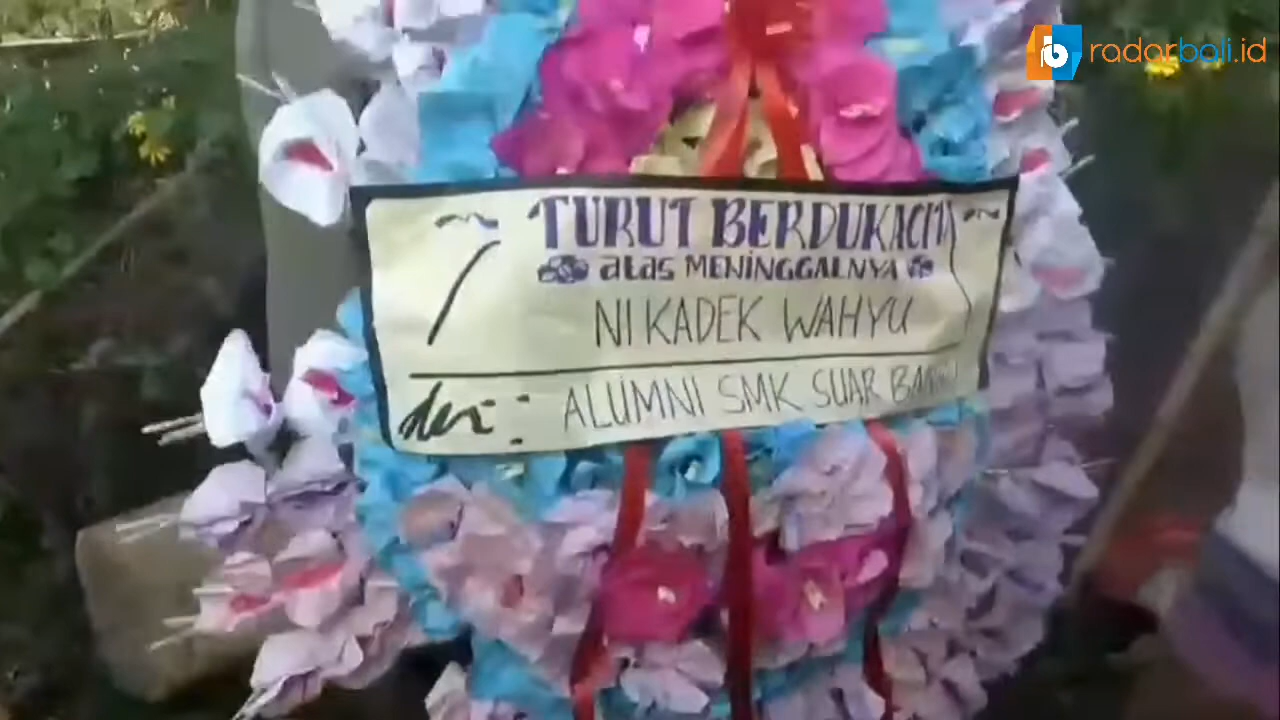 radarbali.id
TURUT BERDUKACITA
atas MENINGGALNYA
NI KADEK WAHYU
dari : ALUMNI SMK SUAR